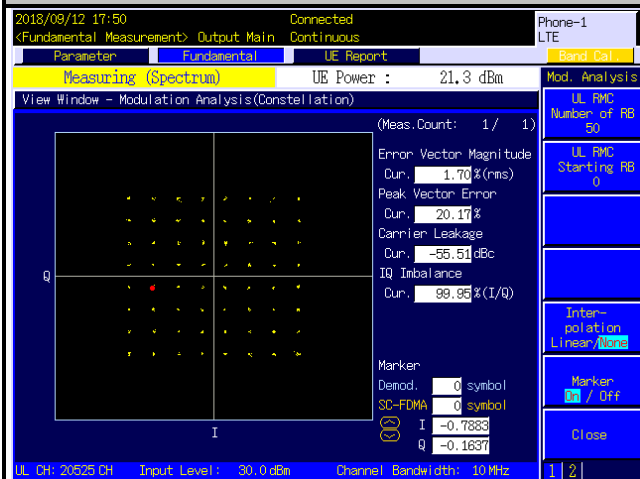 2018/09/12 17:50 Connected Phone-1
<Fundamental Measurement> Output Main Continuous LTE
Parameter Fundamental UE Report Band Cal.
Measuring (Spectrum) UE Power : 21.3 dBm Mod. Analysis
View Window - Modulation Analysis(Constellation)
UL RMC
Number of RB
50
(Meas.Count: 1/ 1)
Error Vector Magnitude
Cur. 1.70 %(rms)
Peak Vector Error
Cur. 20.17 %
Carrier Leakage
Cur. -55.51 dBc
IQ Imbalance
Cur. 99.95 %(I/Q)
UL RMC
Starting RB
0
Q
I
Marker
Demod. 0 symbol
SC-FDMA 0 symbol
I -0.7883
Q -0.1637
Inter-
polation
Linear/None
Marker
On / Off
Close
UL CH: 20525 CH Input Level: 30.0 dBm Channel Bandwidth: 10 MHz 1 2